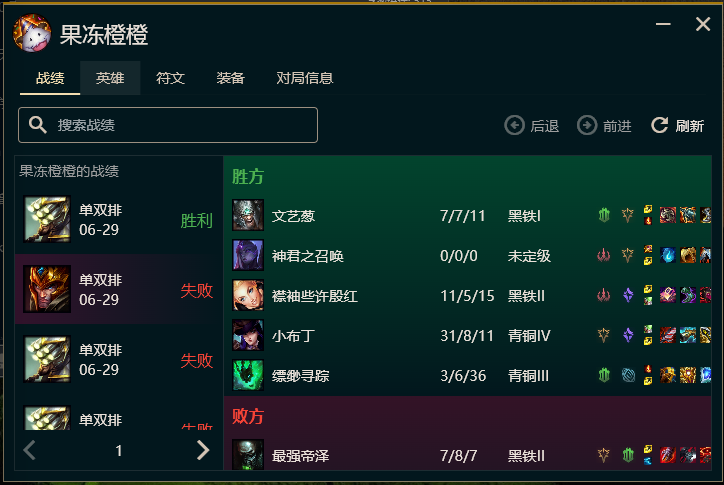 果冻橙橙
战绩 英雄 符文 装备 对局信息
搜索战绩 后退 前进 刷新
果冻橙橙的战绩
单双排
06-29 胜利
单双排
06-29 失败
单双排
06-29 失败
单双排 失败
1
胜方
文艺葱 7/7/11 黑铁I
神君之召唤 0/0/0 未定级
襟袖些许殷红 11/5/15 黑铁II
小布丁 31/8/11 青铜IV
缥缈寻踪 3/6/36 青铜III
败方
最强帝泽 7/8/7 黑铁II